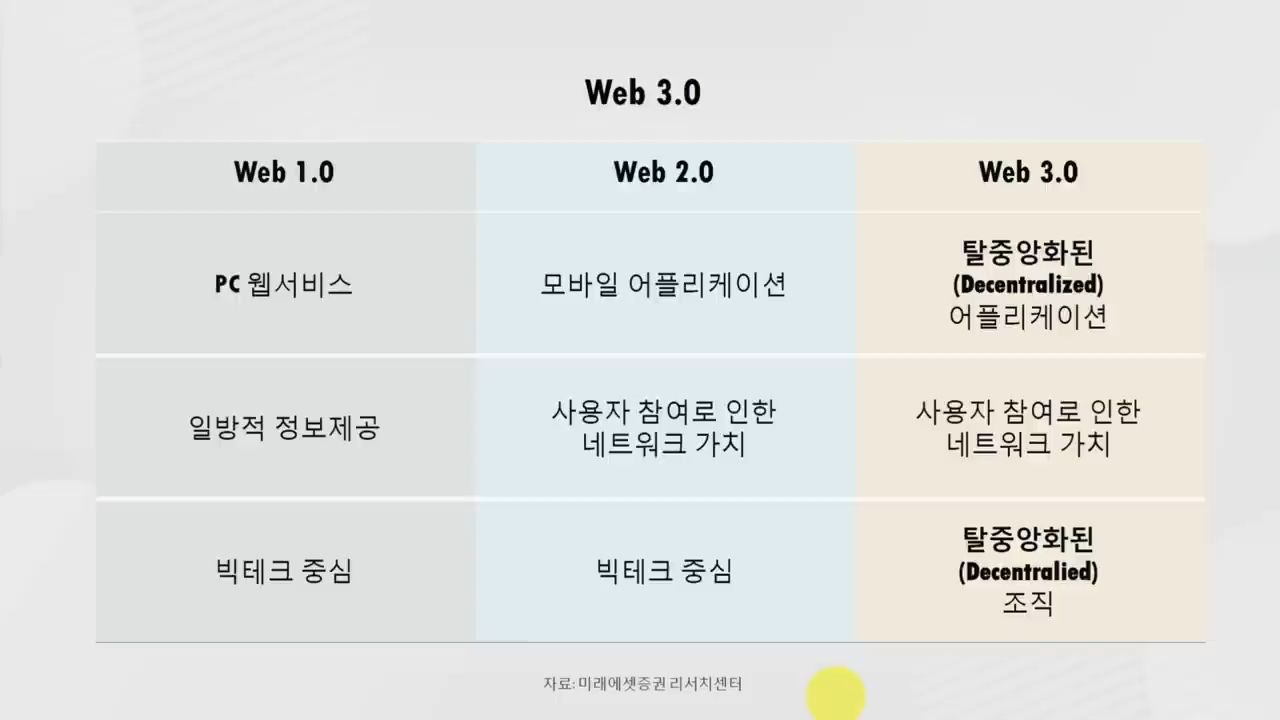 Web 3.0
Web 1.0
Web 2.0
Web 3.0
PC 웹서비스
모바일 어플리케이션
탈중앙화된
(Decentralized)
어플리케이션
일방적 정보제공
사용자 참여로 인한
네트워크 가치
사용자 참여로 인한
네트워크 가치
빅테크 중심
빅테크 중심
탈중앙화된
(Decentralied)
조직
자료: 미래에셋증권 리서치센터